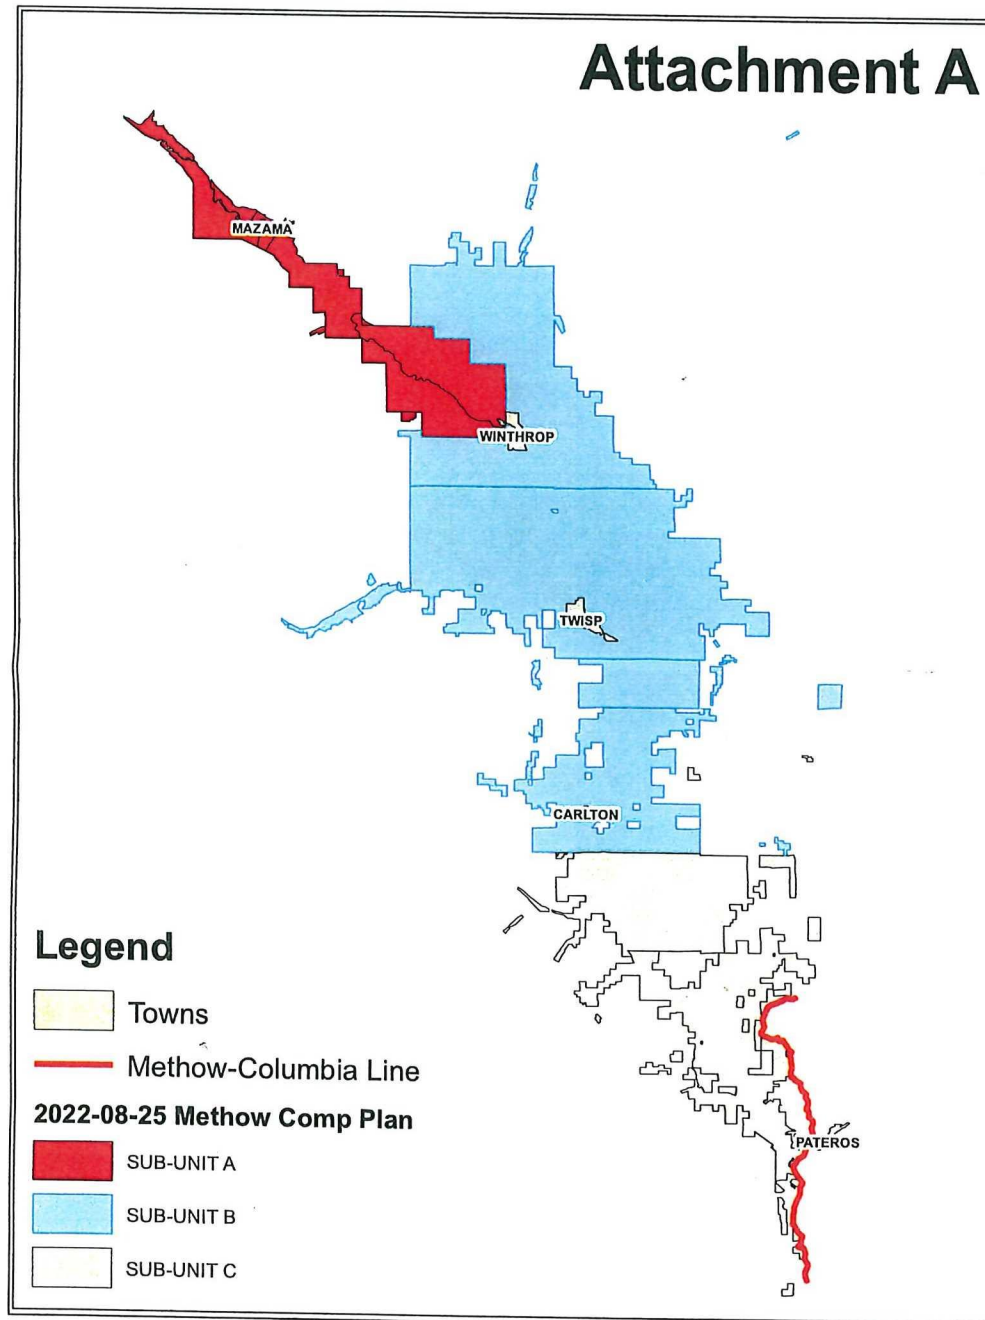 Attachment A
MAZAMA
WINTHROP
TWISP
CARLTON
PATEROS
Legend
Towns
Methow-Columbia Line
2022-08-25 Methow Comp Plan
SUB-UNIT A
SUB-UNIT B
SUB-UNIT C